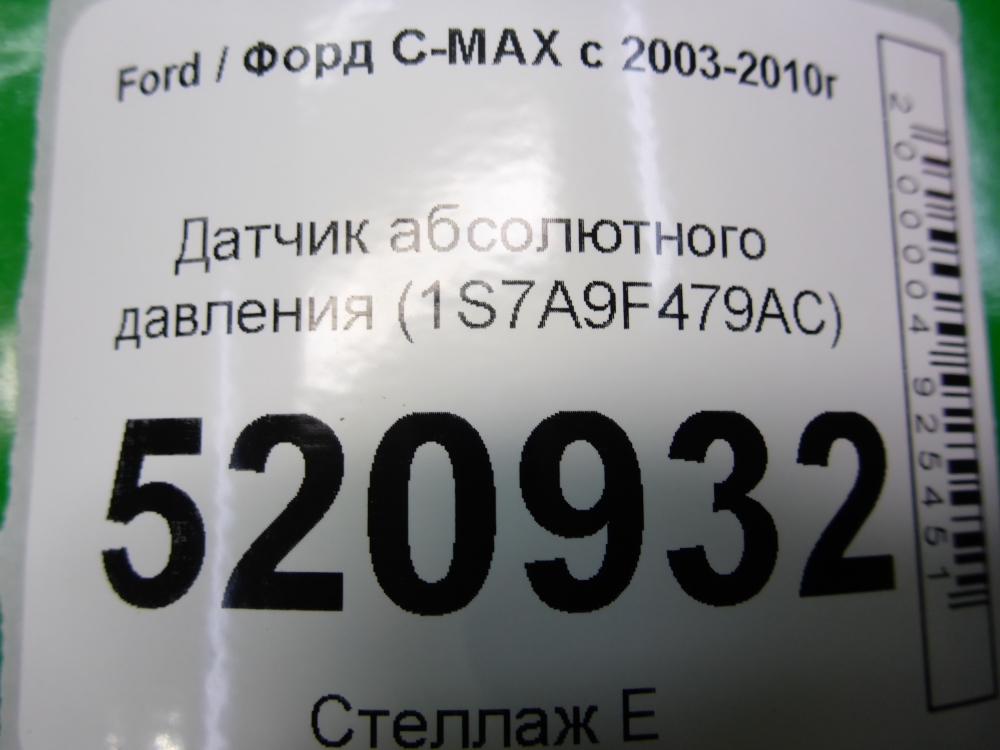 Ford / Форд C-MAX с 2003-2010г
Датчик абсолютного
давления (1S7A9F479AC)
520932
Стеллаж Е
2000004925451